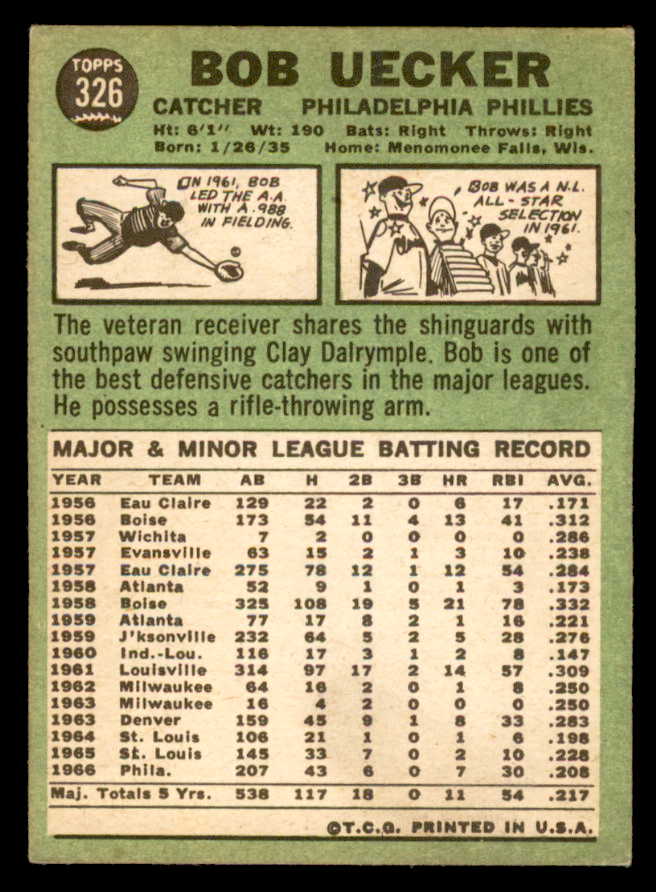 TOPPS
326
BOB UECKER
CATCHER PHILADELPHIA PHILLIES
Ht: 6'1" Wt: 190 Bats: Right Throws: Right
Born: 1/26/35 Home: Menomonee Falls, Wis.
IN 1961, BOB
LED THE A.A.
WITH A .988
IN FIELDING.
BOB WAS A N.L.
ALL-STAR
SELECTION
IN 1961.
The veteran receiver shares the shinguards with
southpaw swinging Clay Dalrymple. Bob is one of
the best defensive catchers in the major leagues.
He possesses a rifle-throwing arm.
MAJOR & MINOR LEAGUE BATTING RECORD
YEAR TEAM AB H 2B 3B HR RBI AVG.
1956 Eau Claire 129 22 2 0 6 17 .171
1956 Boise 173 54 11 4 13 41 .312
1957 Wichita 7 2 0 0 0 0 .286
1957 Evansville 63 15 2 1 3 10 .238
1957 Eau Claire 275 78 12 1 12 54 .284
1958 Atlanta 52 9 1 0 1 3 .173
1958 Boise 325 108 19 5 21 78 .332
1959 Atlanta 77 17 8 2 1 16 .221
1959 J'ksonville 232 64 5 2 5 28 .276
1960 Ind.-Lou. 116 17 3 1 2 8 .147
1961 Louisville 314 97 17 2 14 57 .309
1962 Milwaukee 64 16 2 0 1 8 .250
1963 Milwaukee 16 4 2 0 0 0 .250
1963 Denver 159 45 9 1 8 33 .283
1964 St. Louis 106 21 1 0 1 6 .198
1965 St. Louis 145 33 7 0 2 10 .228
1966 Phila. 207 43 6 0 7 30 .208
Maj. Totals 5 Yrs. 538 117 18 0 11 54 .217
©T.C.G. PRINTED IN U.S.A.